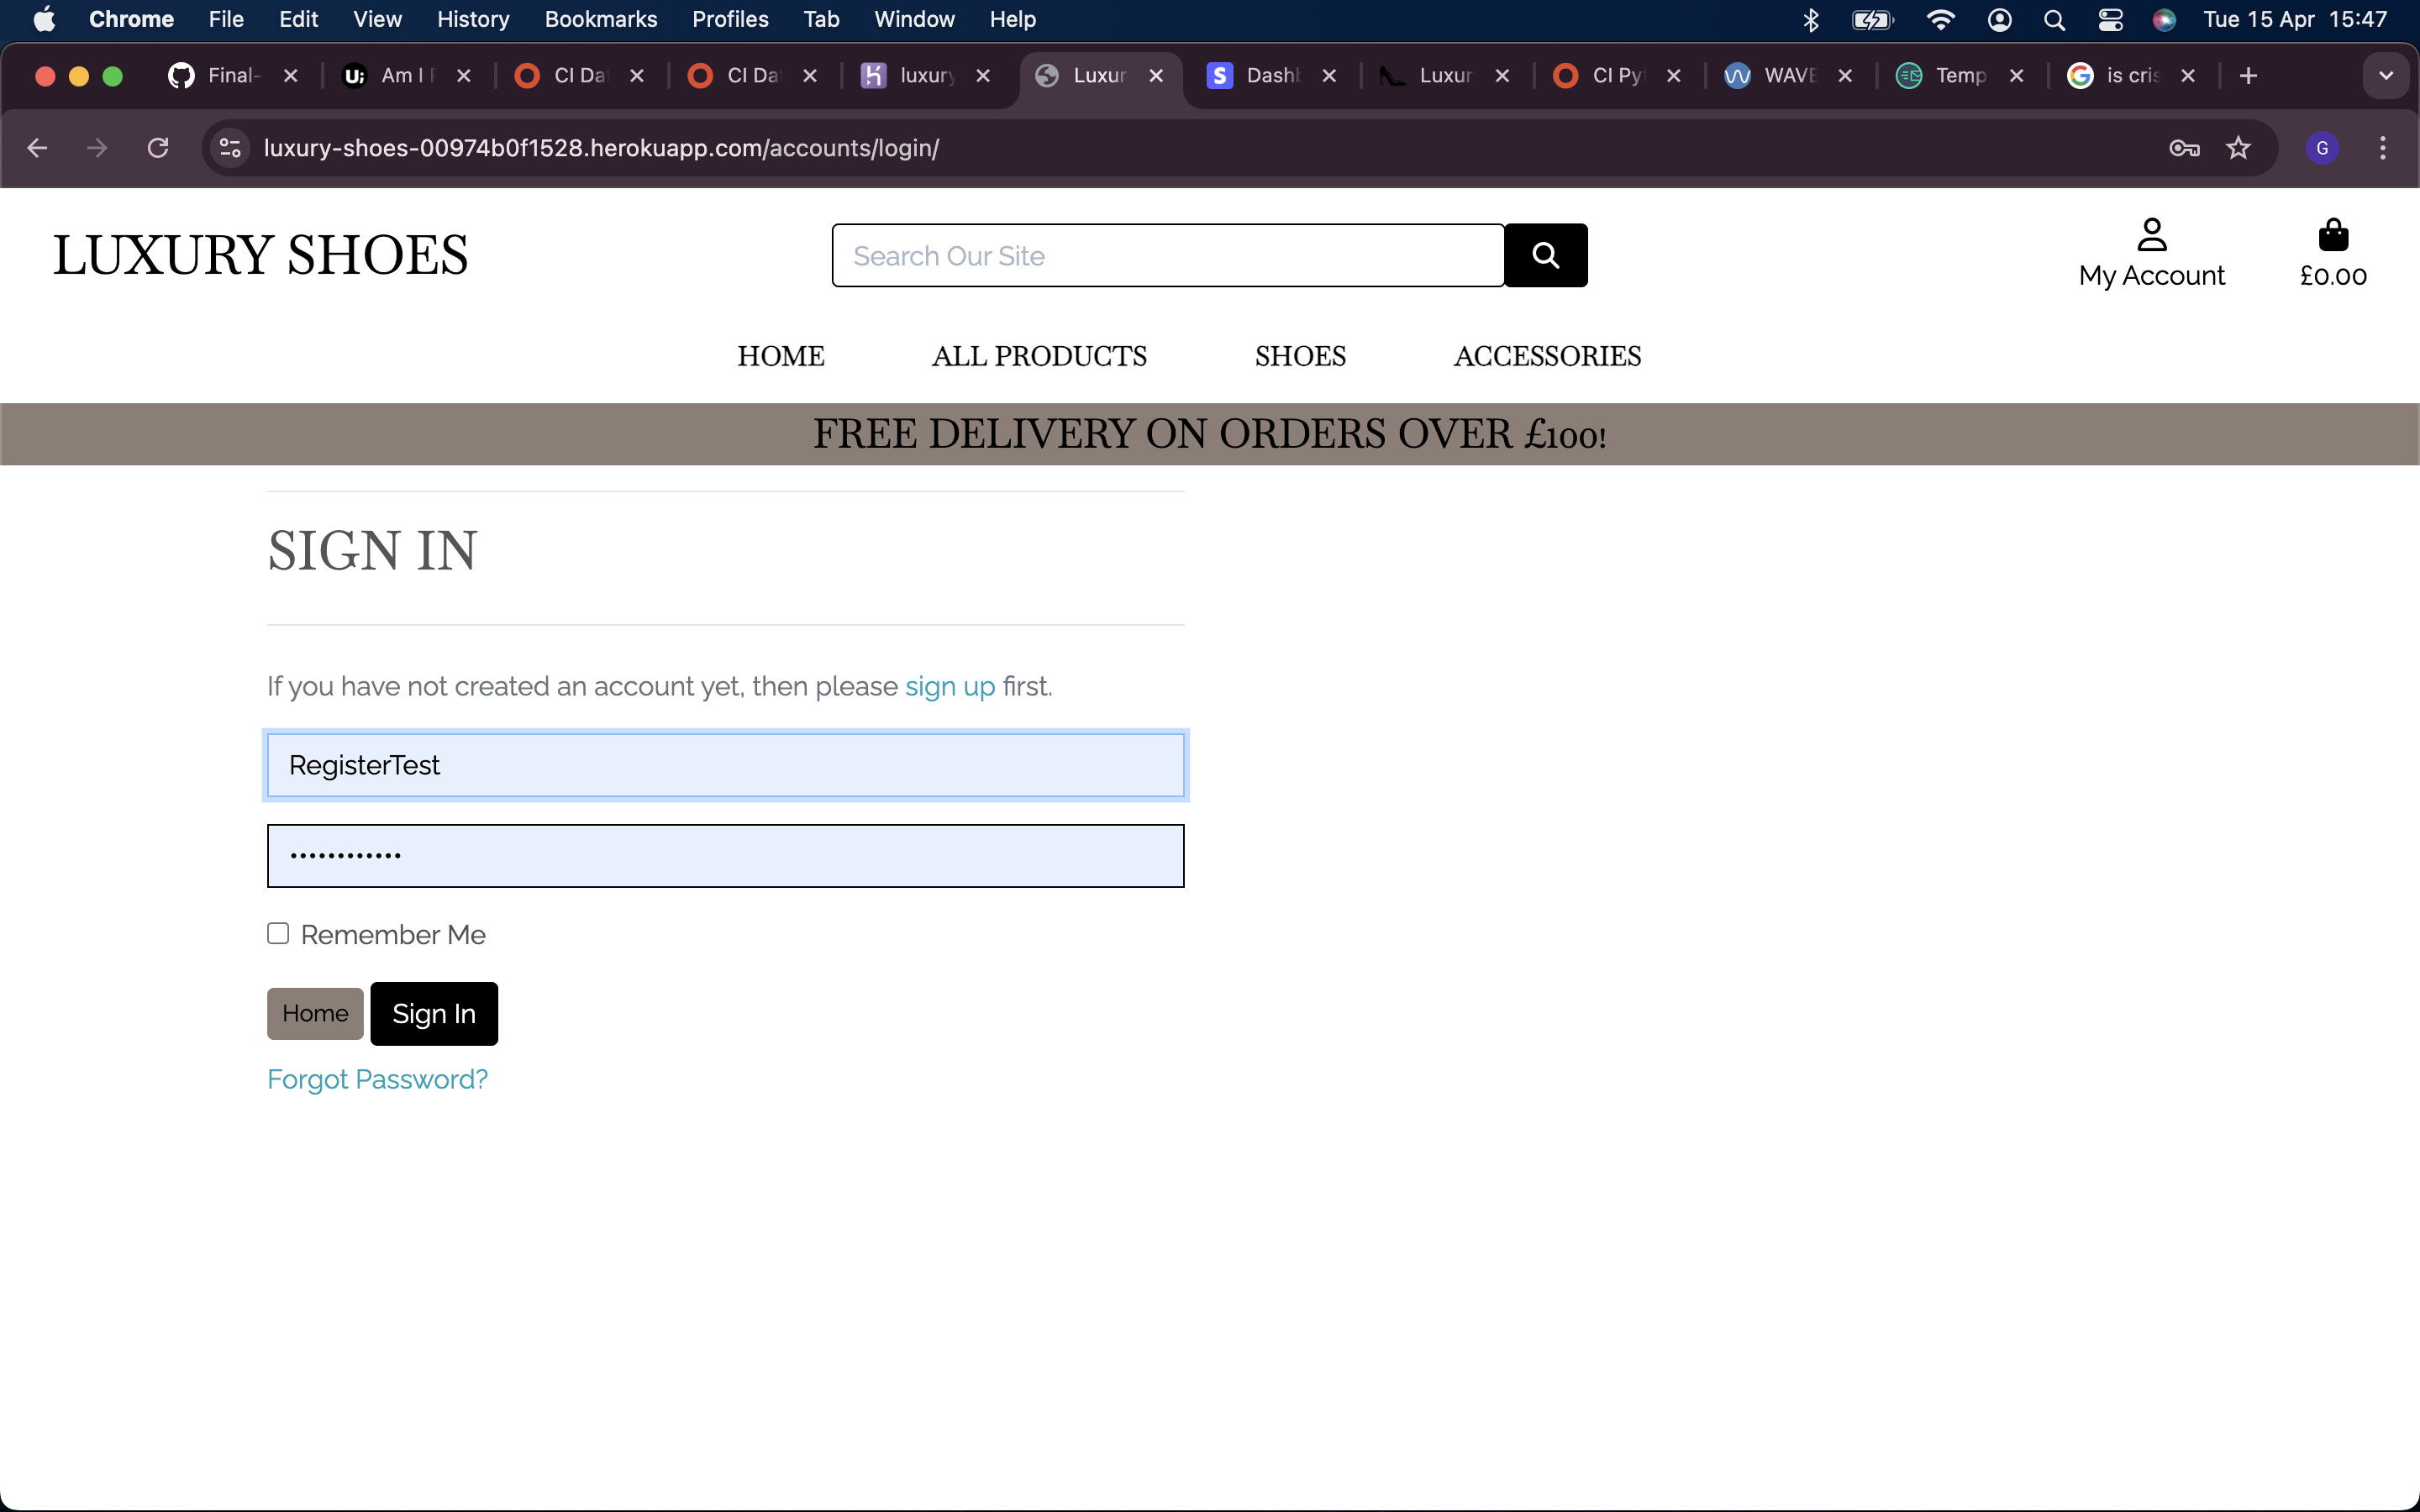 Chrome File Edit View History Bookmarks Profiles Tab Window Help Tue 15 Apr 15:47
Final- Am I CI Da CI Da luxury Luxur S Dash Luxur CI Py WAVE Temp is cris
luxury-shoes-00974b0f1528.herokuapp.com/accounts/login/ G
LUXURY SHOES
Search Our Site
My Account
£0.00
HOME ALL PRODUCTS SHOES ACCESSORIES
FREE DELIVERY ON ORDERS OVER £100!
SIGN IN
If you have not created an account yet, then please sign up first.
RegisterTest
Remember Me
Home Sign In
Forgot Password?